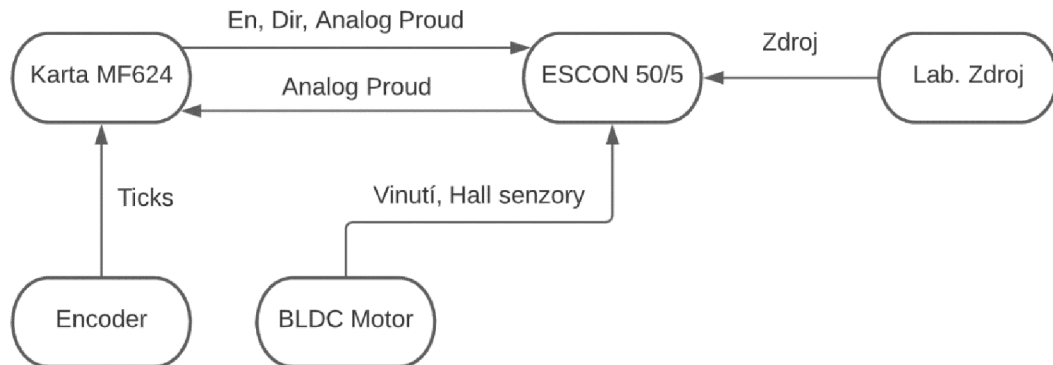 En, Dir, Analog Proud
Zdroj
Karta MF624
ESCON 50/5
Lab. Zdroj
Analog Proud
Ticks
Vinutí, Hall senzory
Encoder
BLDC Motor